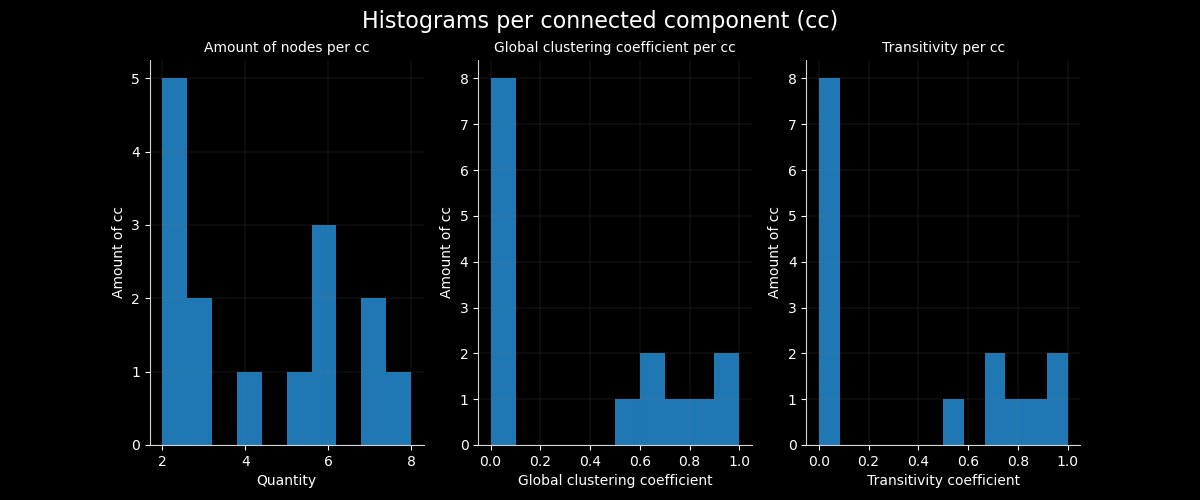 Histograms per connected component (cc)
Amount of nodes per cc
Global clustering coefficient per cc
Transitivity per cc
Amount of cc
5
4
3
2
1
0
2 4 6 8
Quantity
Amount of cc
8
7
6
5
4
3
2
1
0
0.0 0.2 0.4 0.6 0.8 1.0
Global clustering coefficient
Amount of cc
8
7
6
5
4
3
2
1
0
0.0 0.2 0.4 0.6 0.8 1.0
Transitivity coefficient